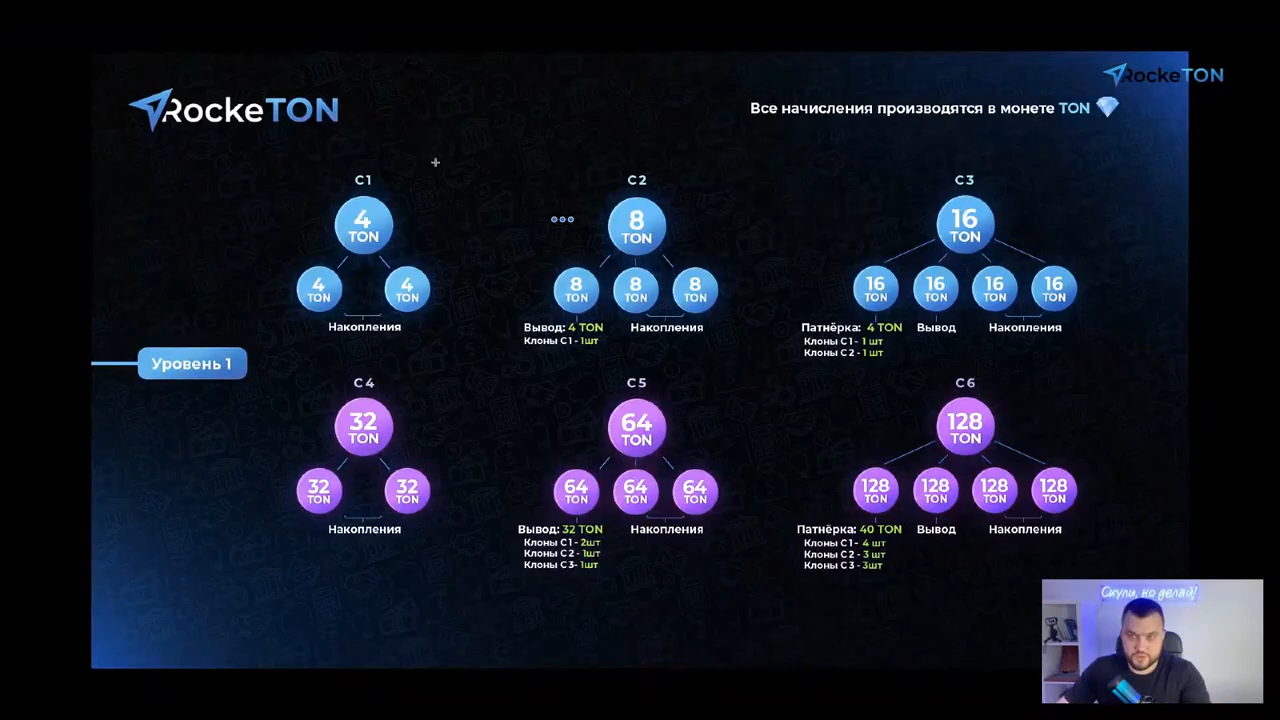 RockeTON
RockeTON
Все начисления производятся в монете TON
C1
4
TON
4
TON
4
TON
Накопления
C2
8
TON
8
TON
8
TON
8
TON
Вывод: 4 TON
Клоны C1 - 1шт
Накопления
C3
16
TON
16
TON
16
TON
16
TON
16
TON
Патнёрка: 4 TON
Клоны C1 - 1 шт
Клоны C2 - 1 шт
Вывод
Накопления
Уровень 1
C4
32
TON
32
TON
32
TON
Накопления
C5
64
TON
64
TON
64
TON
64
TON
Вывод: 32 TON
Клоны C1 - 2шт
Клоны C2 - 1шт
Клоны C3- 1шт
Накопления
C6
128
TON
128
TON
128
TON
128
TON
128
TON
Патнёрка: 40 TON
Клоны C1 - 4 шт
Клоны C2 - 3 шт
Клоны C3 - 3шт
Вывод
Накопления
Скули, но делай!